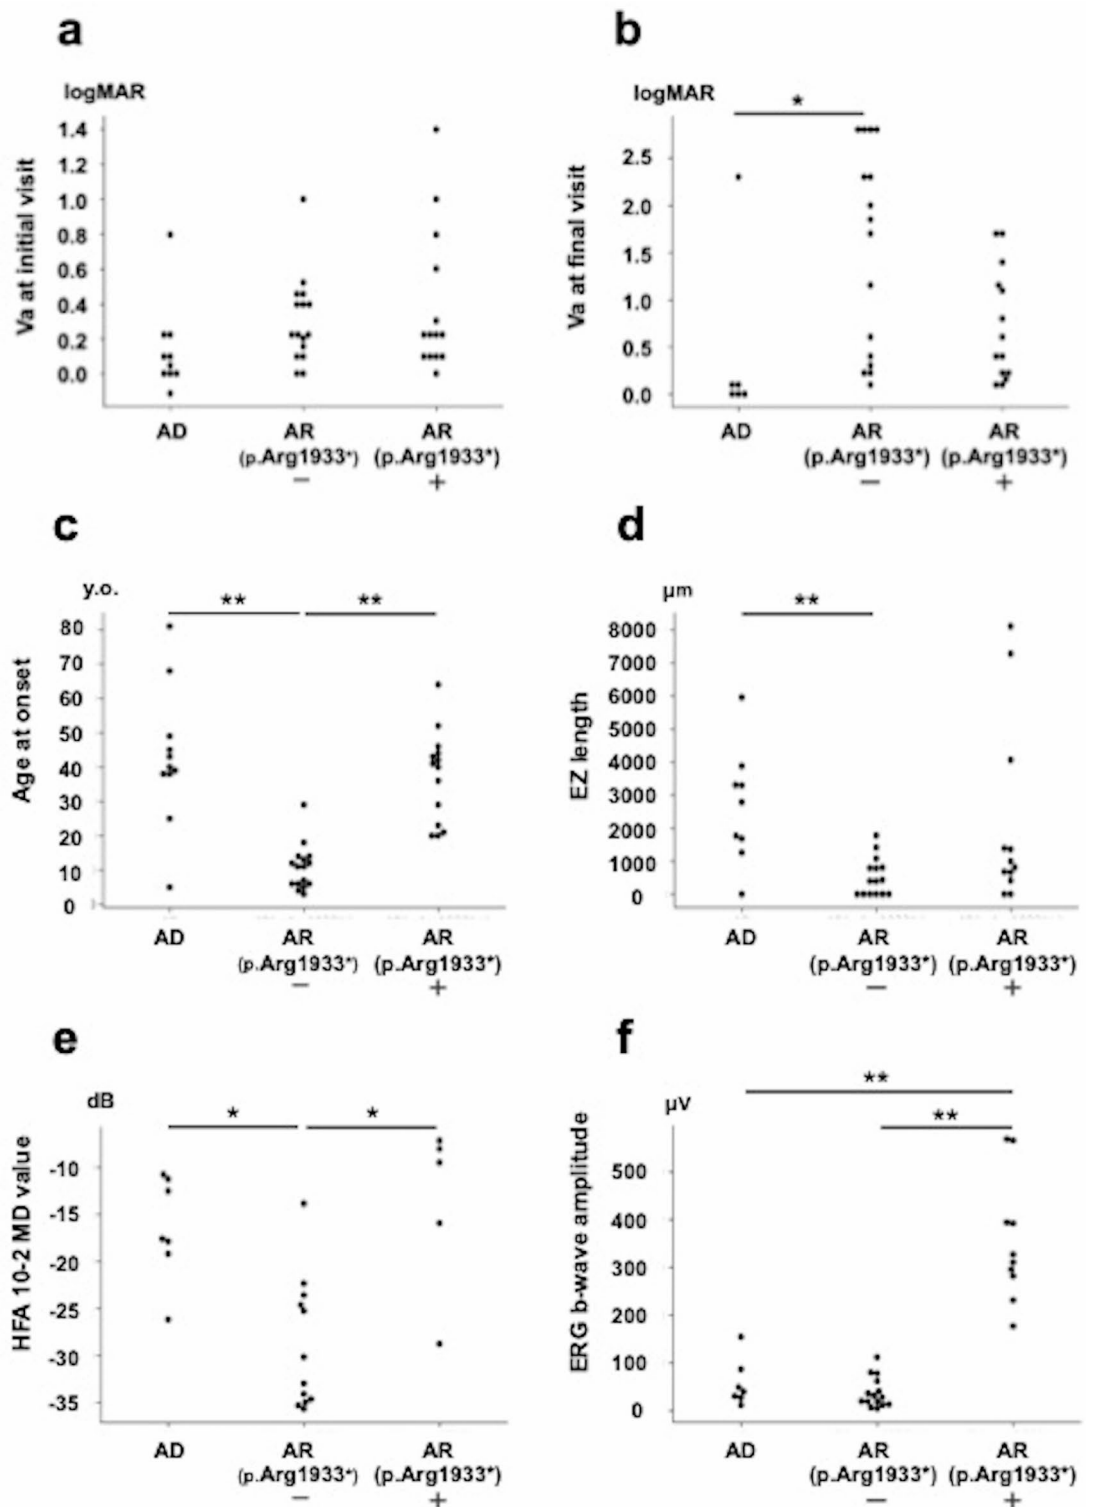 a
logMAR
Va at initial visit
1.4
1.2
1.0
0.8
0.6
0.4
0.2
0.0
AD
AR
AR
(p.Arg1933*)
(p.Arg1933*)
−
+
b
logMAR
*
Va at final visit
2.5
2.0
1.5
1.0
0.5
0.0
AD
AR
AR
(p.Arg1933*)
(p.Arg1933*)
−
+
c
y.o.
**
**
Age at onset
80
70
60
50
40
30
20
10
0
AD
AR
AR
(p.Arg1933*)
(p.Arg1933*)
−
+
d
µm
**
EZ length
8000
7000
6000
5000
4000
3000
2000
1000
0
AD
AR
AR
(p.Arg1933*)
(p.Arg1933*)
−
+
e
dB
*
*
HFA 10-2 MD value
-10
-15
-20
-25
-30
-35
AD
AR
AR
(p.Arg1933*)
(p.Arg1933*)
−
+
f
**
µV
**
ERG b-wave amplitude
500
400
300
200
100
0
AD
AR
AR
(p.Arg1933*)
(p.Arg1933*)
−
+